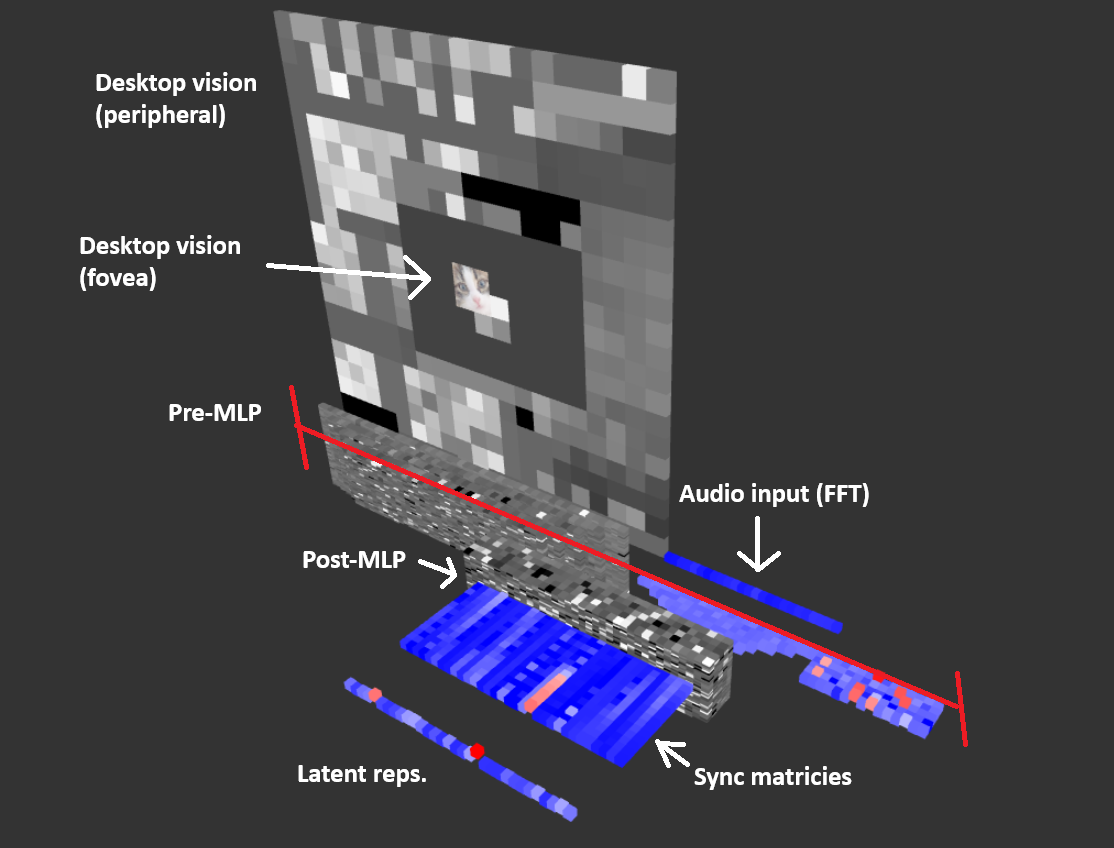 Desktop vision
(peripheral)
Desktop vision
(fovea)
Pre-MLP
Audio input (FFT)
Post-MLP
Latent reps.
Sync matricies